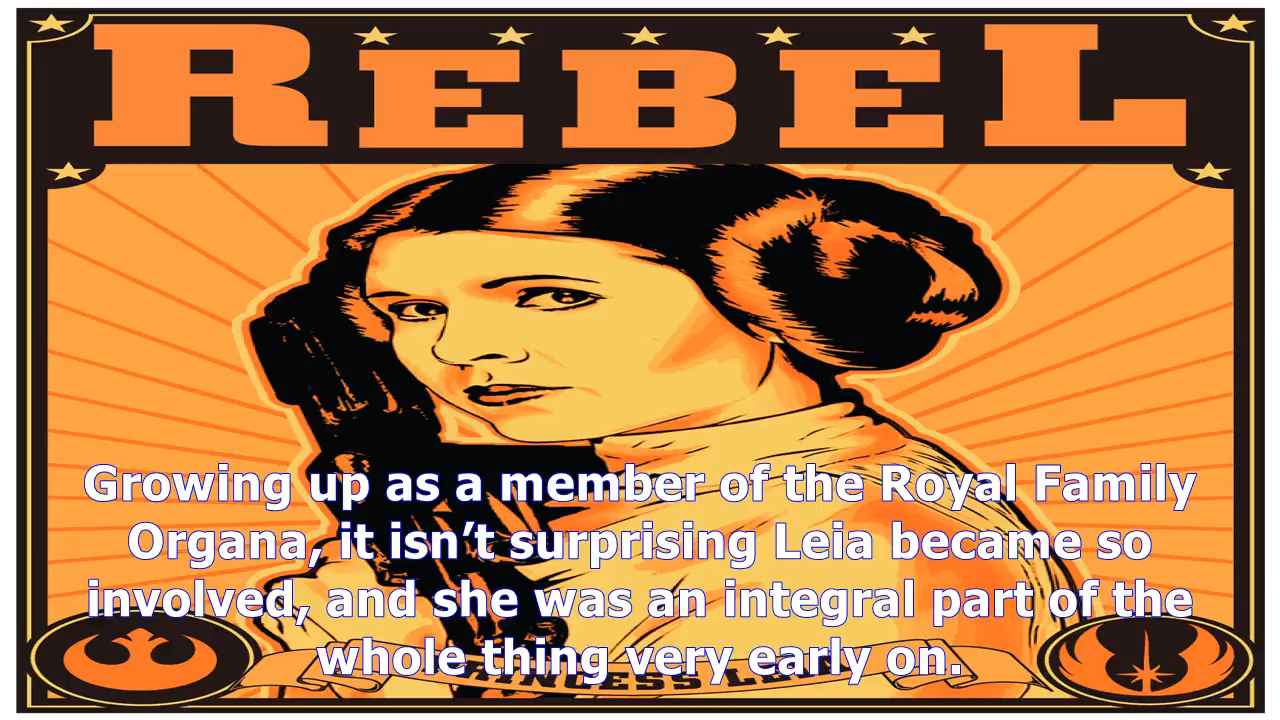 REBEL
Growing up as a member of the Royal Family
Organa, it isn’t surprising Leia became so
involved, and she was an integral part of the
whole thing very early on.